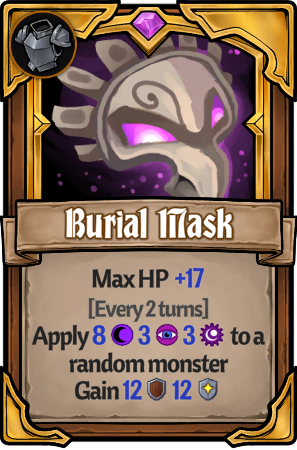 Burial Mask
Max HP +17
[Every 2 turns]
Apply 8 3 3 to a
random monster
Gain 12 12